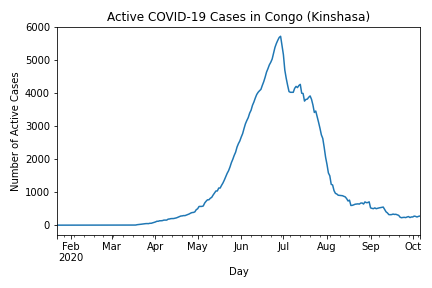 Active COVID-19 Cases in Congo (Kinshasa)
Number of Active Cases
6000
5000
4000
3000
2000
1000
0
Feb Mar Apr May Jun Jul Aug Sep Oct
2020
Day